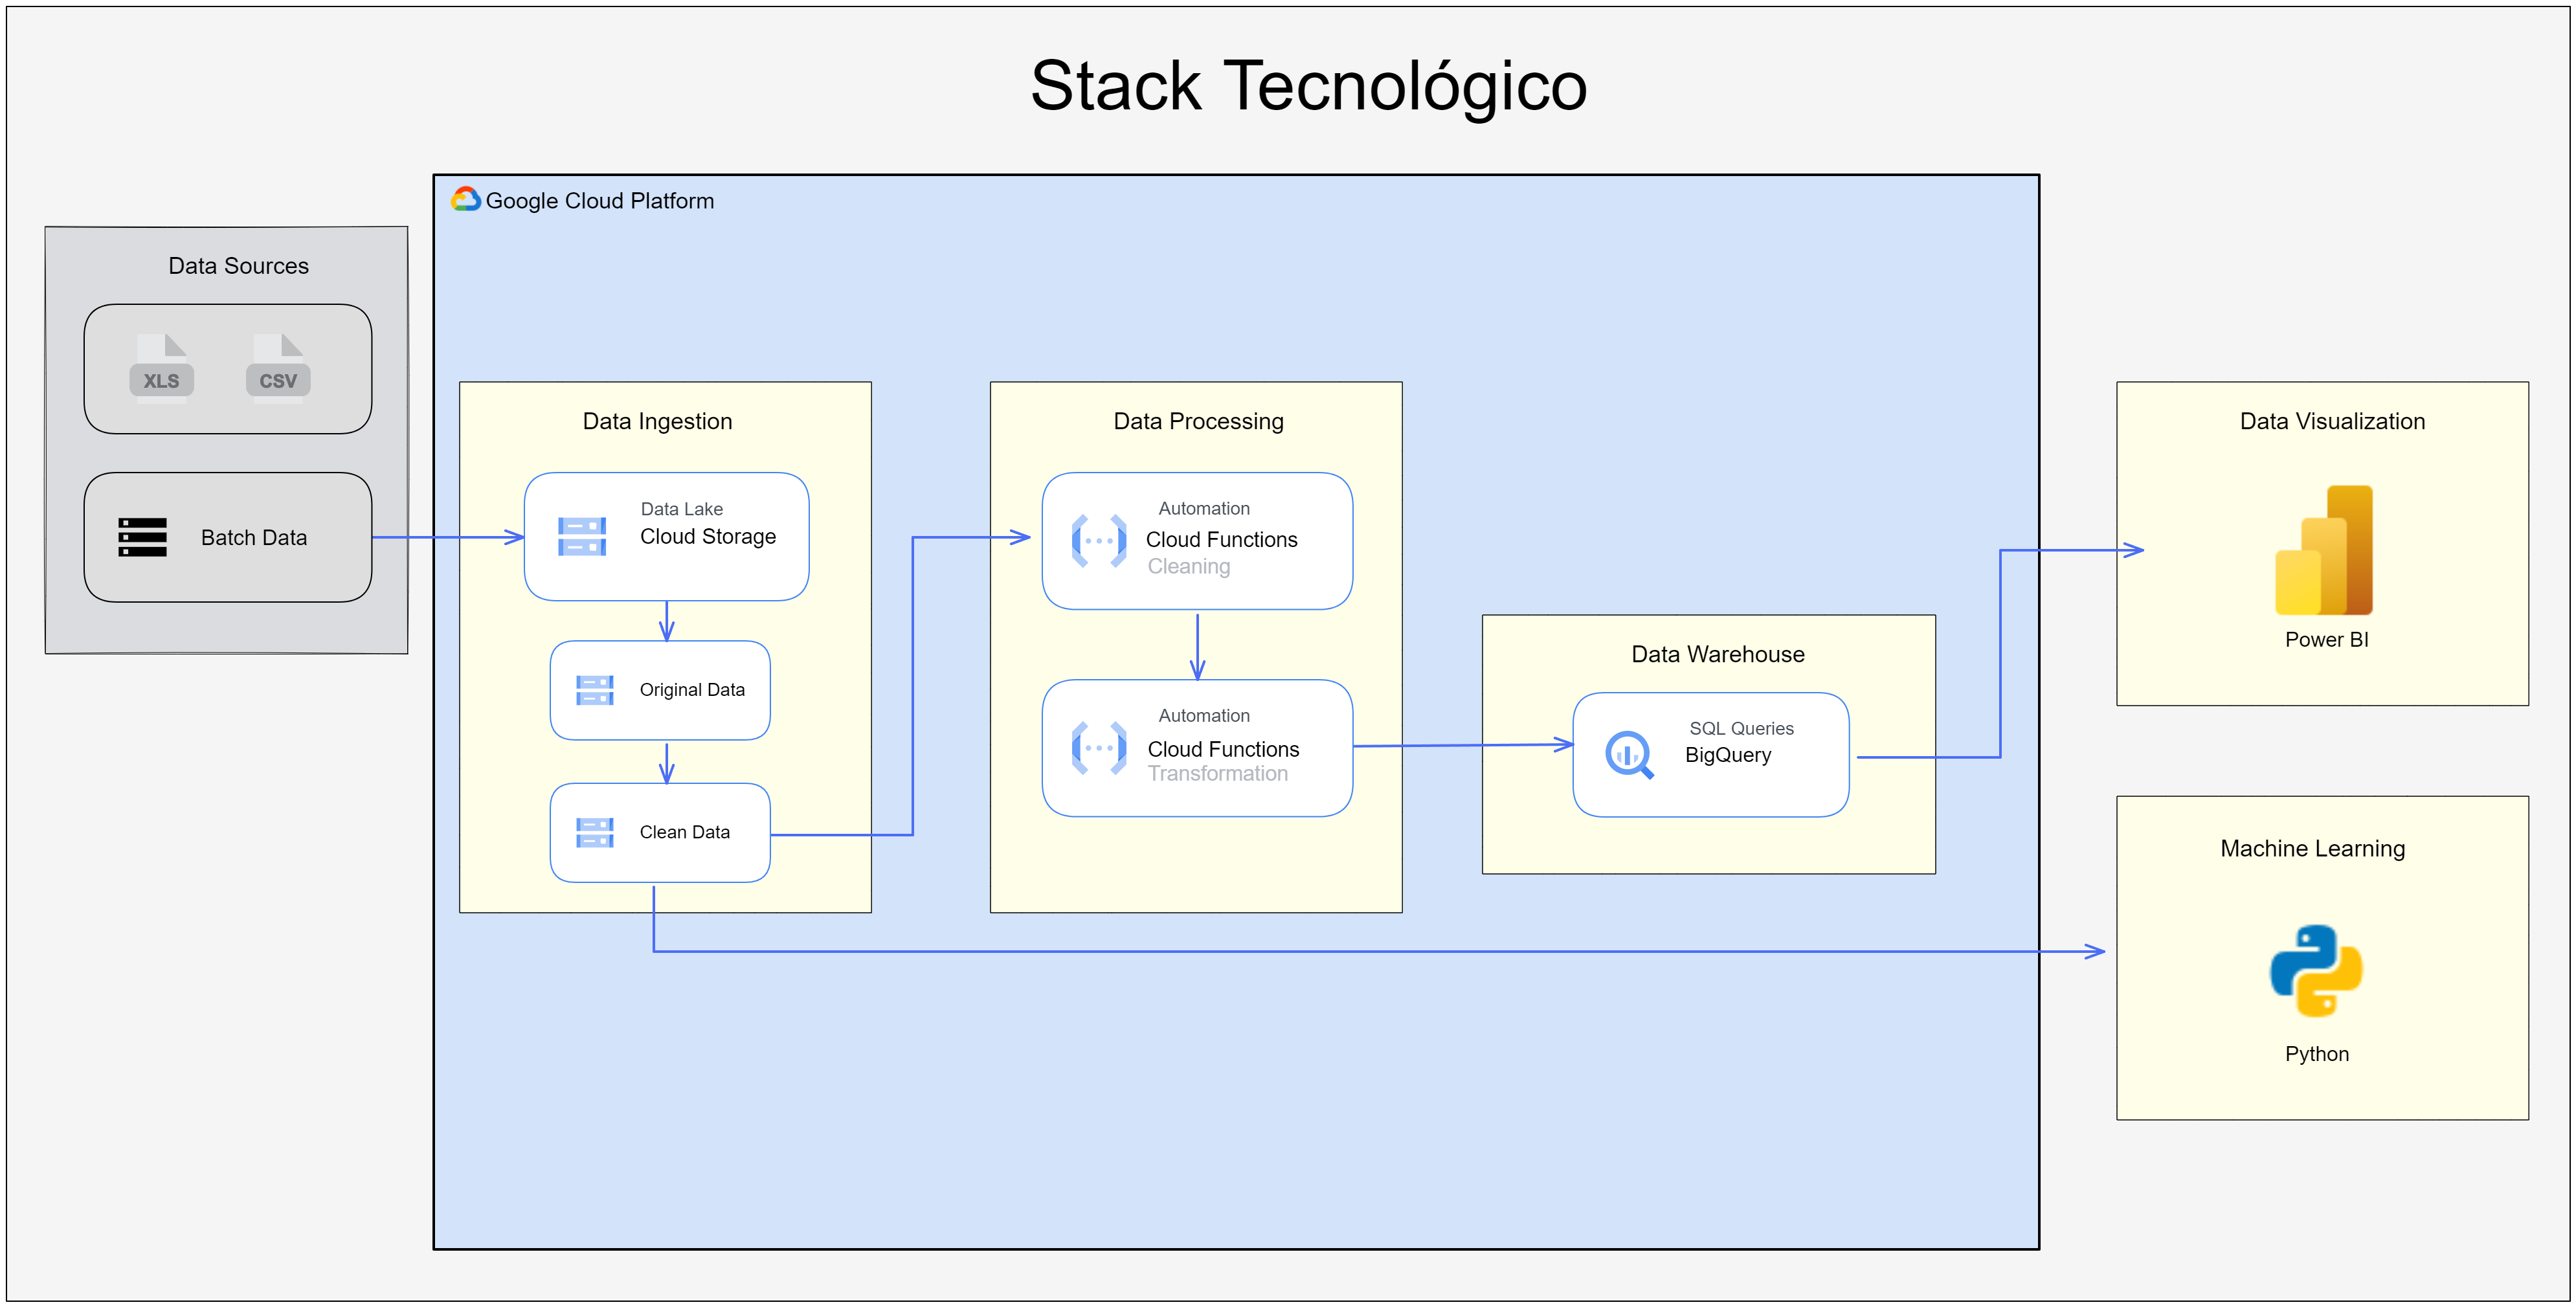 Stack Tecnológico
Google Cloud Platform
Data Sources
XLS
CSV
Batch Data
Data Ingestion
Data Lake
Cloud Storage
Original Data
Clean Data
Data Processing
Automation
Cloud Functions
Cleaning
Automation
Cloud Functions
Transformation
Data Warehouse
SQL Queries
BigQuery
Data Visualization
Power BI
Machine Learning
Python